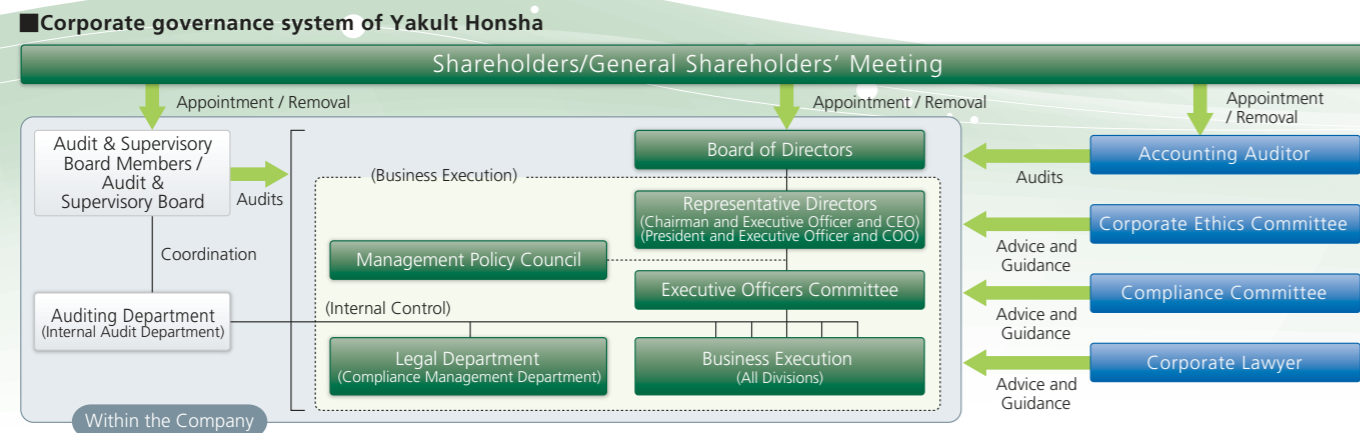 ■Corporate governance system of Yakult Honsha
Shareholders/General Shareholders' Meeting
Appointment / Removal
Appointment / Removal
Appointment
/ Removal
Audit & Supervisory
Board Members /
Audit &
Supervisory Board
Audits
Board of Directors
Accounting Auditor
Audits
(Business Execution)
Representative Directors
(Chairman and Executive Officer and CEO)
(President and Executive Officer and COO)
Corporate Ethics Committee
Advice and
Guidance
Coordination
Management Policy Council
Executive Officers Committee
Compliance Committee
Advice and
Guidance
Auditing Department
(Internal Audit Department)
(Internal Control)
Legal Department
(Compliance Management Department)
Business Execution
(All Divisions)
Corporate Lawyer
Advice and
Guidance
Within the Company